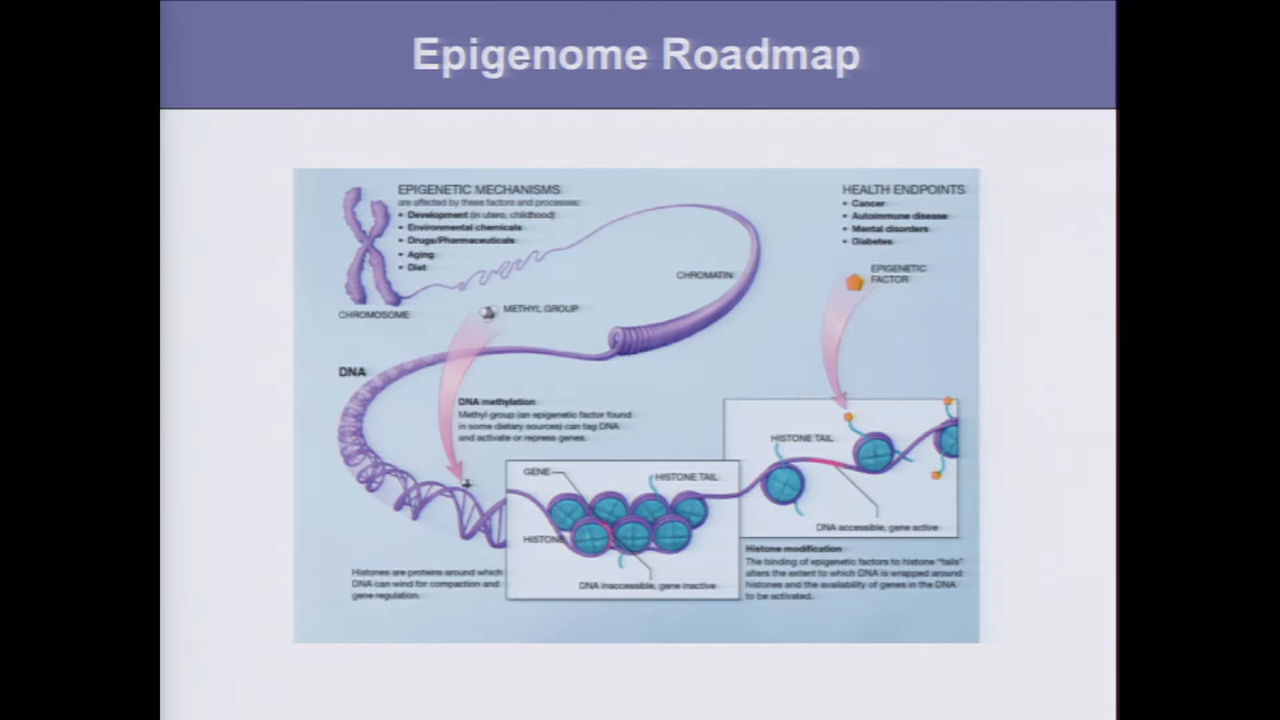 Epigenome Roadmap
EPIGENETIC MECHANISMS
are affected by these factors and processes:
• Development (in utero, childhood)
• Environmental chemicals
• Drugs/Pharmaceuticals
• Aging
• Diet
HEALTH ENDPOINTS
• Cancer
• Autoimmune disease
• Mental disorders
• Diabetes
EPIGENETIC
FACTOR
CHROMATIN
CHROMOSOME
METHYL GROUP
DNA
DNA methylation
Methyl group (an epigenetic factor found
in some dietary sources) can tag DNA
and activate or repress genes.
HISTONE TAIL
GENE
HISTONE TAIL
DNA accessible, gene active
HISTONE
DNA inaccessible, gene inactive
Histones are proteins around which
DNA can wind for compaction and
gene regulation.
Histone modification
The binding of epigenetic factors to histone "tails"
alters the extent to which DNA is wrapped around
histones and the availability of genes in the DNA
to be activated.